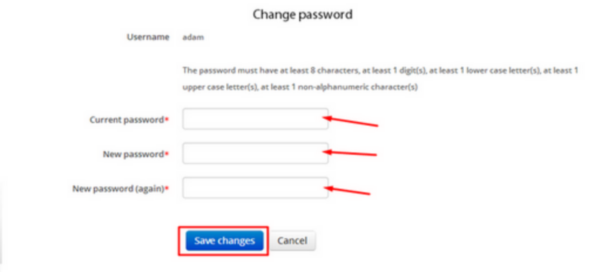 Change password
Username adam
The password must have at least 8 characters, at least 1 digit(s), at least 1 lower case letter(s), at least 1
upper case letter(s), at least 1 non-alphanumeric character(s)
Current password*
New password*
New password (again)*
Save changes Cancel